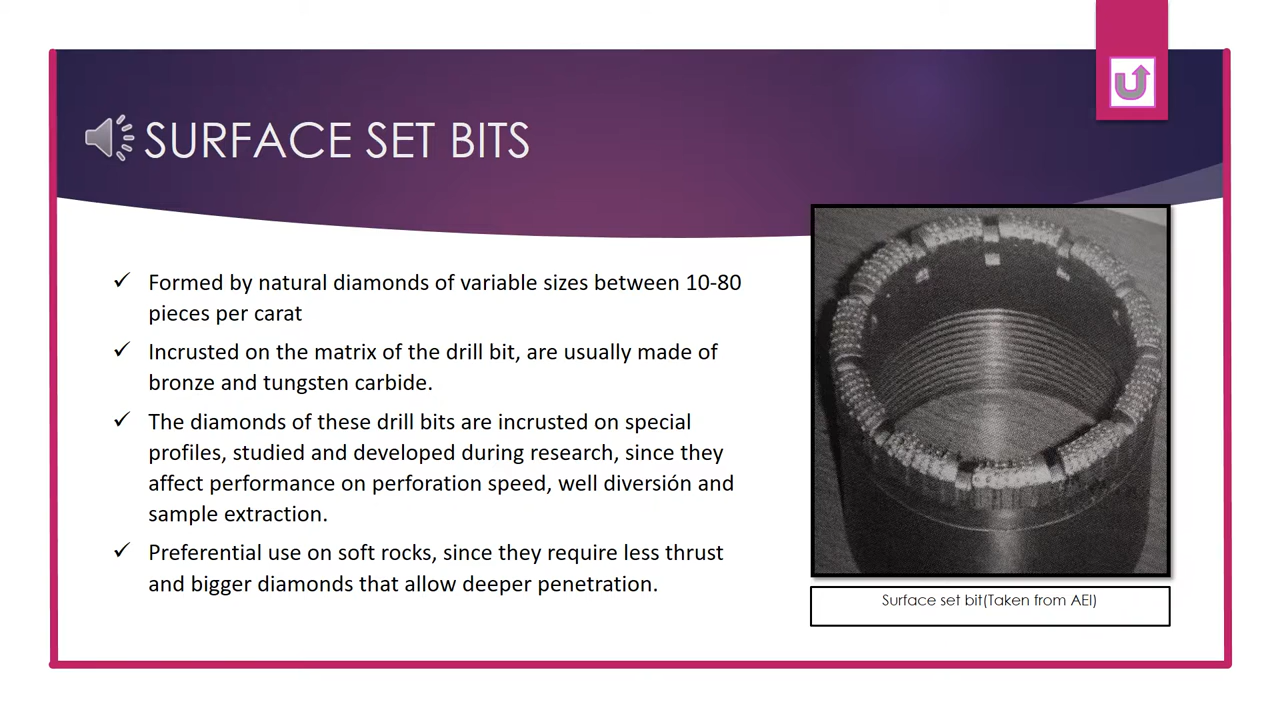 SURFACE SET BITS
✓ Formed by natural diamonds of variable sizes between 10-80
pieces per carat
✓ Incrusted on the matrix of the drill bit, are usually made of
bronze and tungsten carbide.
✓ The diamonds of these drill bits are incrusted on special
profiles, studied and developed during research, since they
affect performance on perforation speed, well diversión and
sample extraction.
✓ Preferential use on soft rocks, since they require less thrust
and bigger diamonds that allow deeper penetration.
Surface set bit(Taken from AEI)